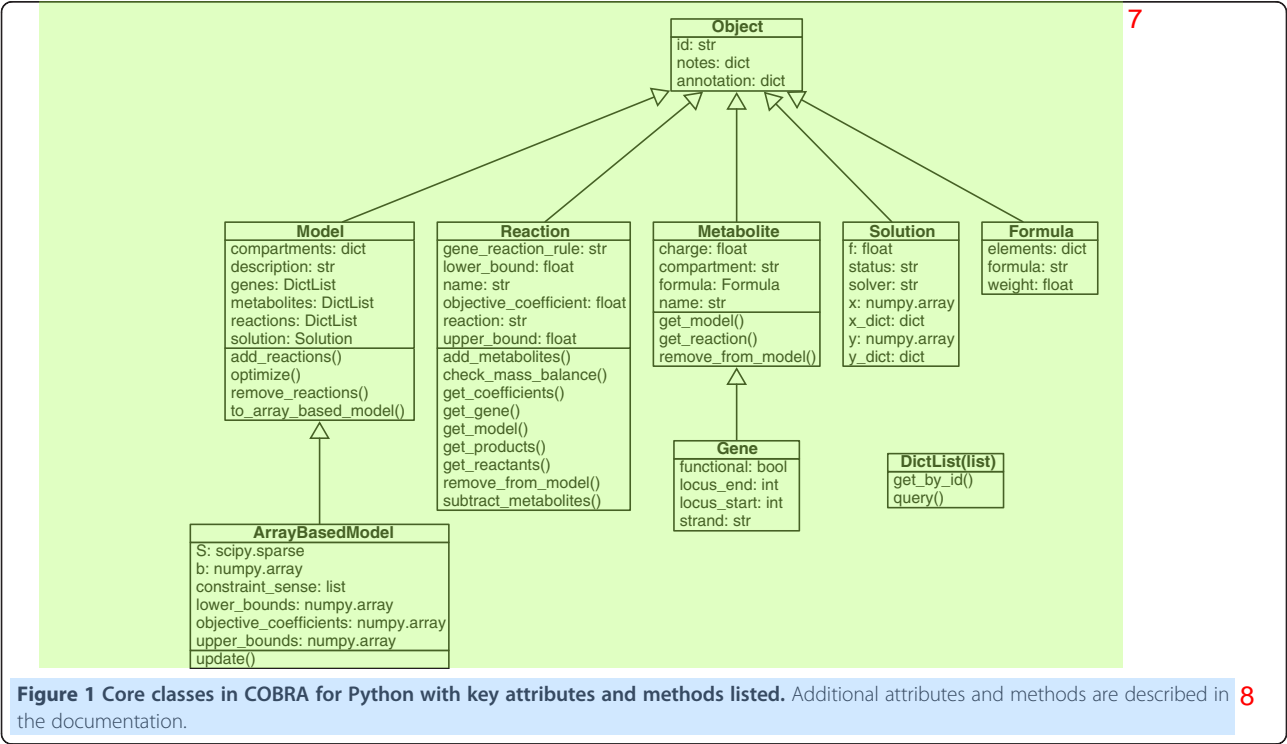 7
Object
id: str
notes: dict
annotation: dict
Model
compartments: dict
description: str
genes: DictList
metabolites: DictList
reactions: DictList
solution: Solution
add_reactions()
optimize()
remove_reactions()
to_array_based_model()
Reaction
gene_reaction_rule: str
lower_bound: float
name: str
objective_coefficient: float
reaction: str
upper_bound: float
add_metabolites()
check_mass_balance()
get_coefficients()
get_gene()
get_model()
get_products()
get_reactants()
remove_from_model()
subtract_metabolites()
Metabolite
charge: float
compartment: str
formula: Formula
name: str
get_model()
get_reaction()
remove_from_model()
Solution
f: float
status: str
solver: str
x: numpy.array
x_dict: dict
y: numpy.array
y_dict: dict
Formula
elements: dict
formula: str
weight: float
Gene
functional: bool
locus_end: int
locus_start: int
strand: str
DictList(list)
get_by_id()
query()
ArrayBasedModel
S: scipy.sparse
b: numpy.array
constraint_sense: list
lower_bounds: numpy.array
objective_coefficients: numpy.array
upper_bounds: numpy.array
update()
Figure 1 Core classes in COBRA for Python with key attributes and methods listed. Additional attributes and methods are described in
the documentation.
8